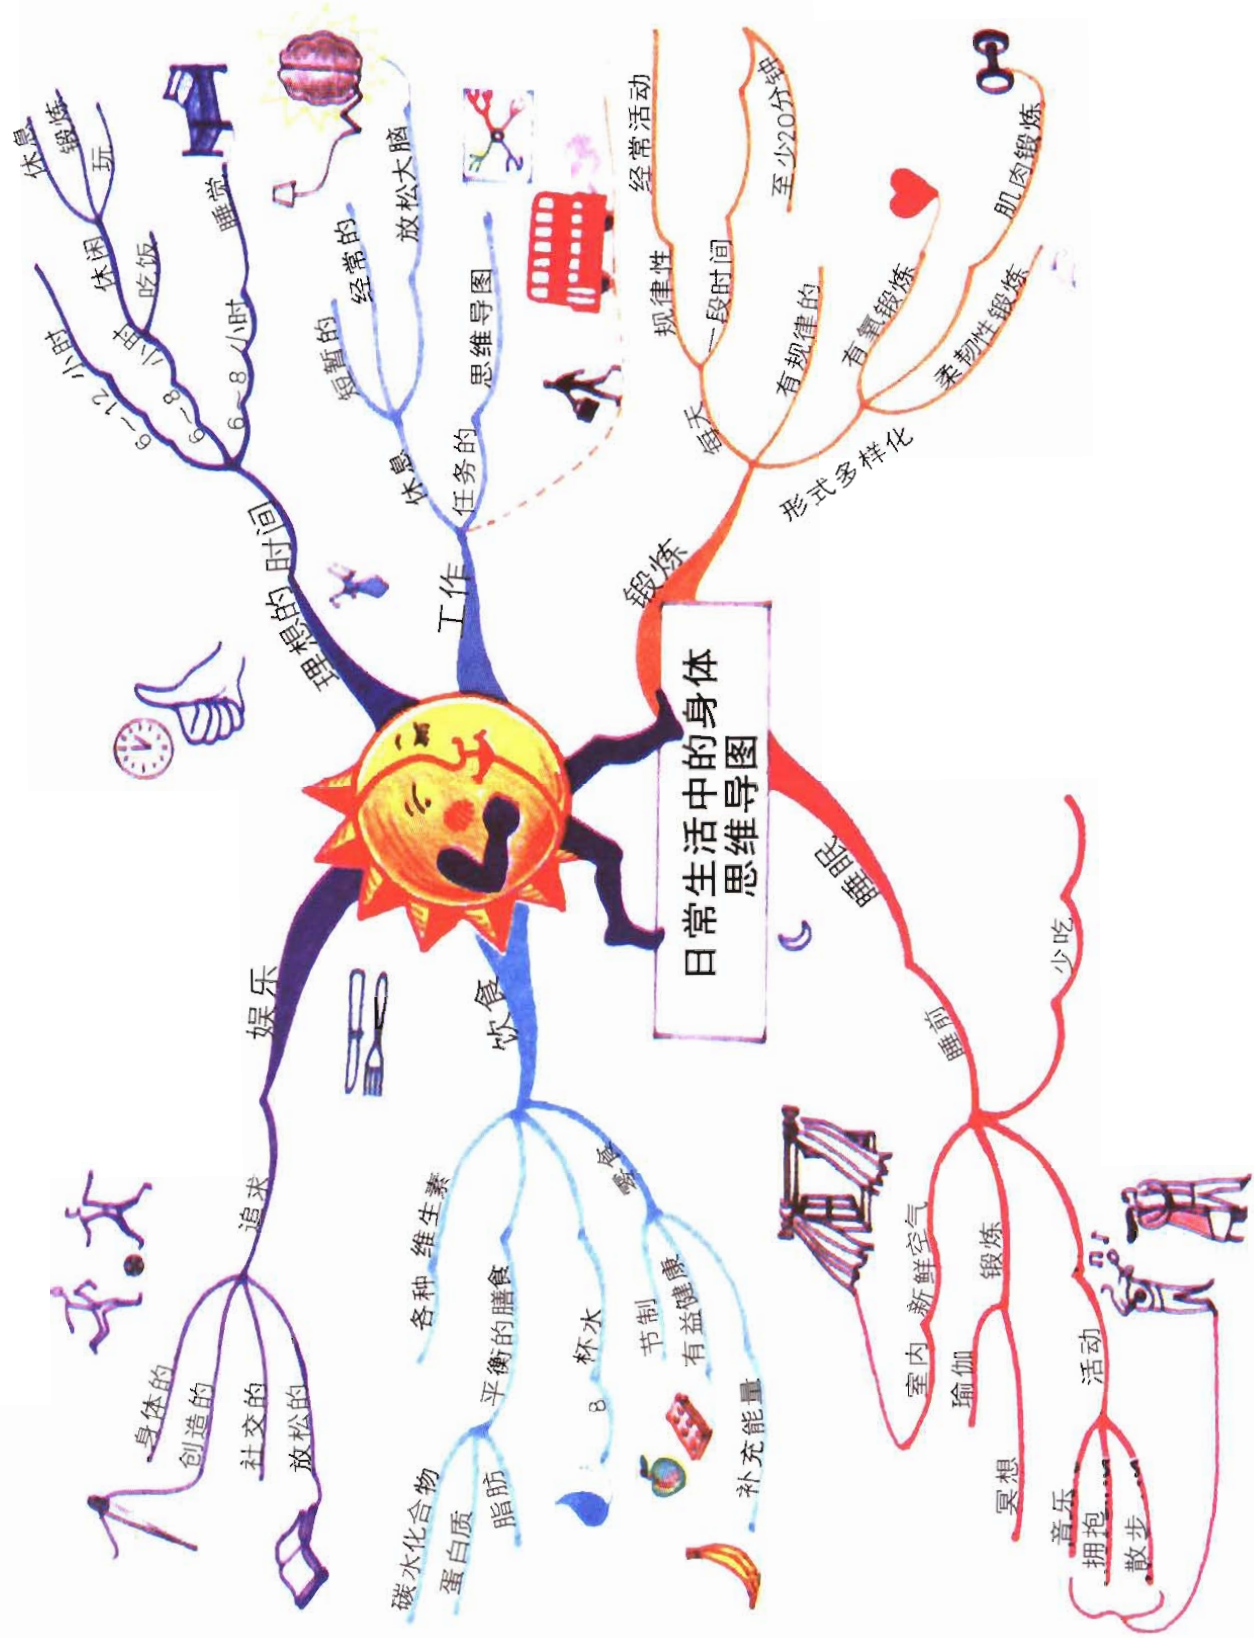 日常生活中的身体
思维导图
锻炼
每天
规律性
经常活动
一段时间
至少20分钟
有规律的
形式多样化
有氧锻炼
肌肉锻炼
柔韧性锻炼
睡眠
睡前
少吃
活动
音乐
拥抱
散步
锻炼
瑜伽
冥想
室内 新鲜空气
饮食
各种 维生素
平衡的膳食
碳水化合物
蛋白质
脂肪
8 杯水
零食
节制
有益健康
补充能量
娱乐
追求
身体的
创造的
社交的
放松的
理想的 时间
6~12 小时
6~8 小时
休闲
休息
锻炼
玩
吃饭
6~8 小时
睡觉
工作
休息
短暂的
经常的
放松大脑
任务的
思维导图